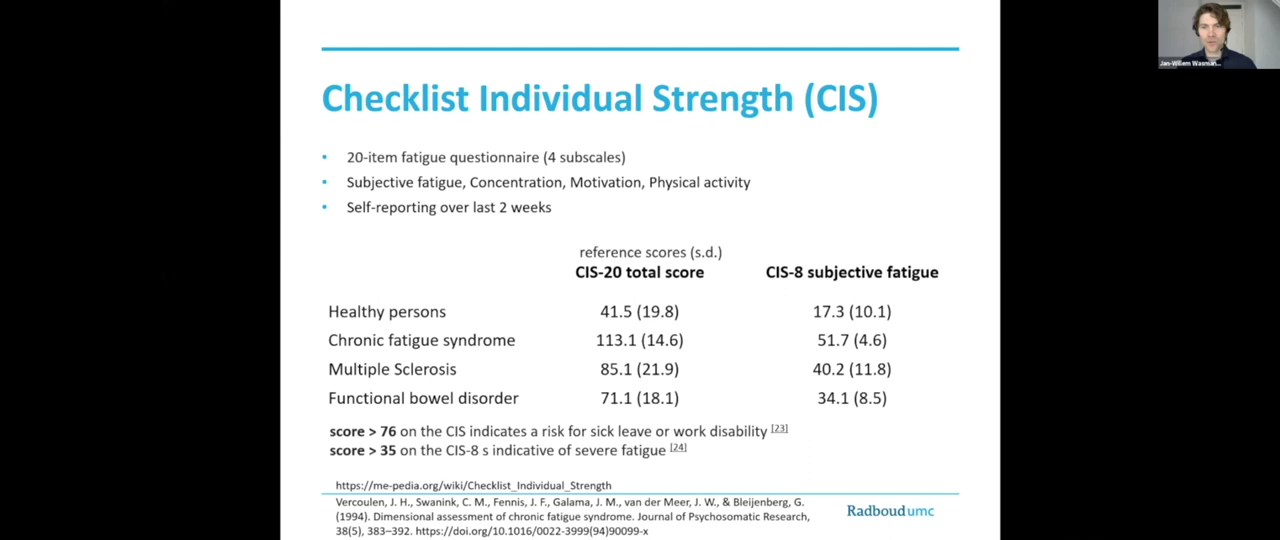 Jan-Willem Wasman...
Checklist Individual Strength (CIS)
• 20-item fatigue questionnaire (4 subscales)
• Subjective fatigue, Concentration, Motivation, Physical activity
• Self-reporting over last 2 weeks
reference scores (s.d.)
CIS-20 total score CIS-8 subjective fatigue
Healthy persons 41.5 (19.8) 17.3 (10.1)
Chronic fatigue syndrome 113.1 (14.6) 51.7 (4.6)
Multiple Sclerosis 85.1 (21.9) 40.2 (11.8)
Functional bowel disorder 71.1 (18.1) 34.1 (8.5)
score > 76 on the CIS indicates a risk for sick leave or work disability [23]
score > 35 on the CIS-8 s indicative of severe fatigue [24]
https://me-pedia.org/wiki/Checklist_Individual_Strength
Vercoulen, J. H., Swanink, C. M., Fennis, J. F., Galama, J. M., van der Meer, J. W., & Bleijenberg, G.
(1994). Dimensional assessment of chronic fatigue syndrome. Journal of Psychosomatic Research,
38(5), 383–392. https://doi.org/10.1016/0022-3999(94)90099-x
Radboudumc